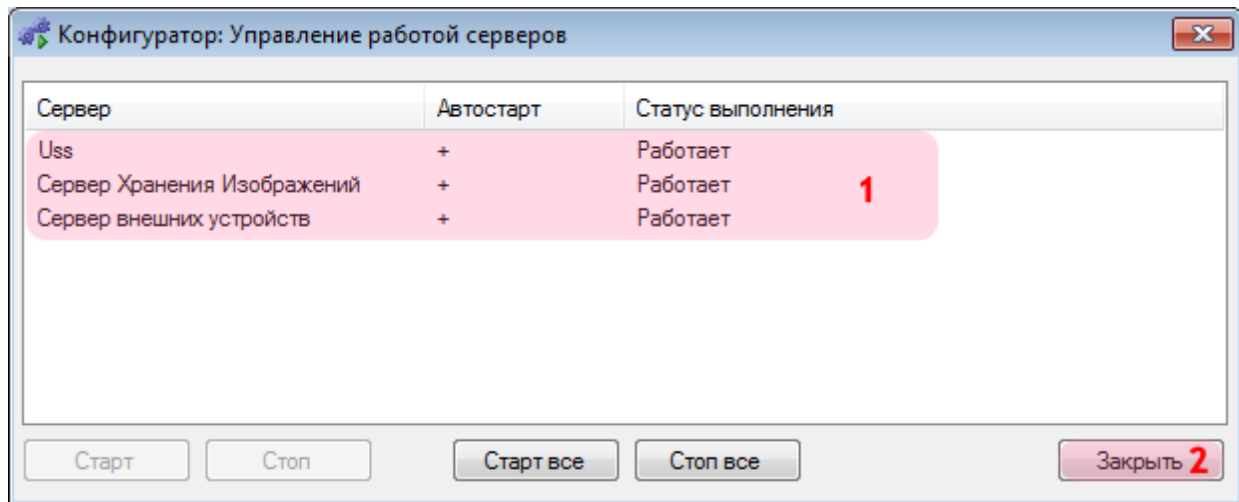 Конфигуратор: Управление работой серверов
Сервер Автостарт Статус выполнения
Uss + Работает
Сервер Хранения Изображений + Работает 1
Сервер внешних устройств + Работает
Старт Стоп Старт все Стоп все Закрыть 2